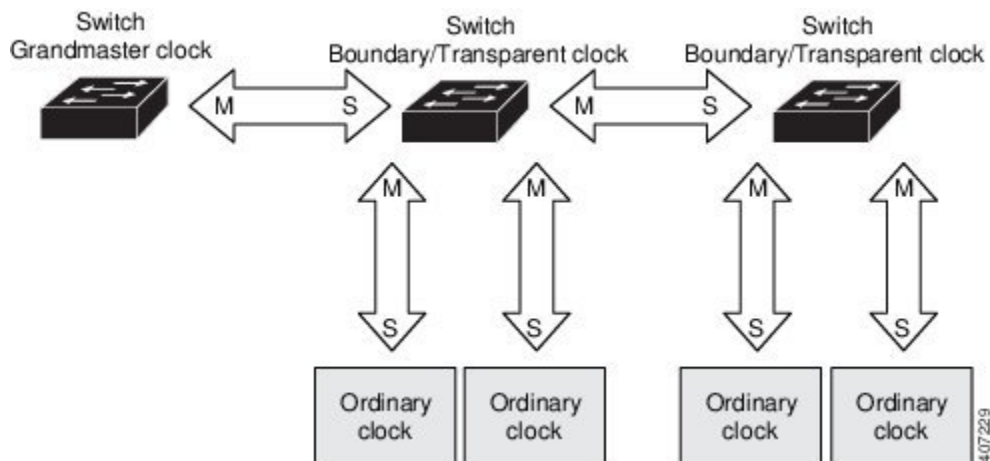 Switch
Grandmaster clock
Switch
Boundary/Transparent clock
Switch
Boundary/Transparent clock
M
S
M
S
M
M
M
M
S
S
S
S
Ordinary
clock
Ordinary
clock
Ordinary
clock
Ordinary
clock
407229